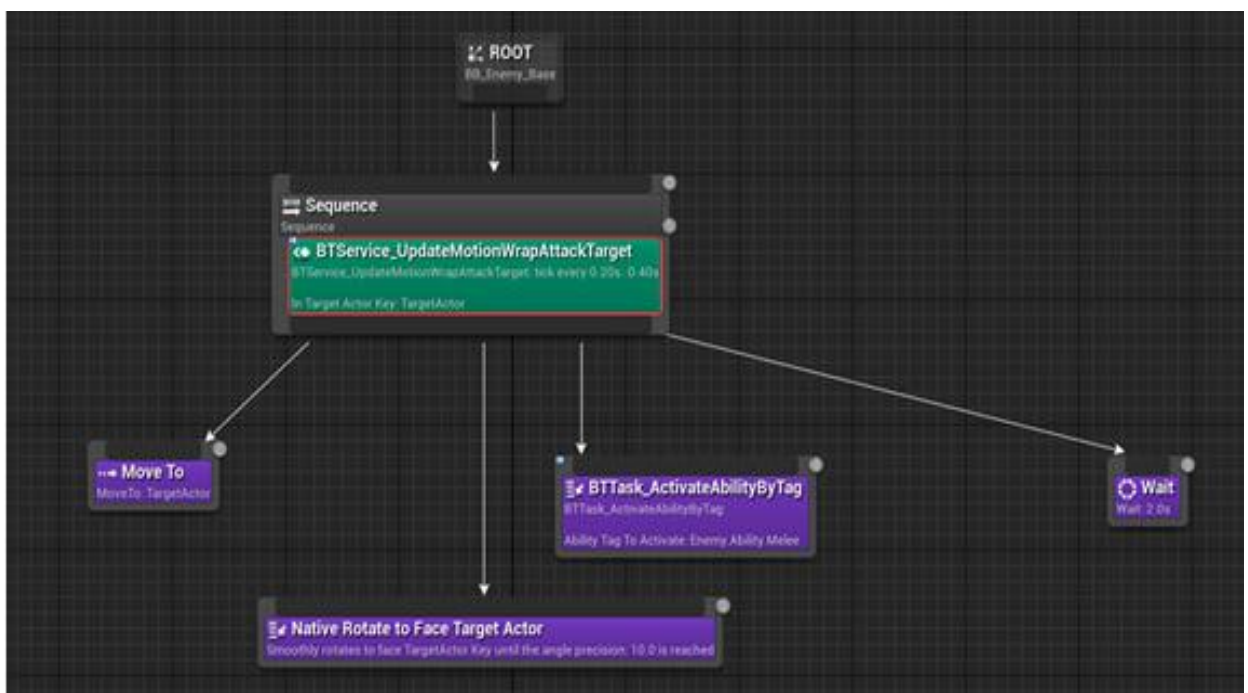 ROOT
BB_Enemy_Base
Sequence
Sequence
BTService_UpdateMotionWrapAttackTarget
BTService_UpdateMotionWrapAttackTarget: tick every 0.20s..0.40s
In Target Actor Key: TargetActor
Move To
MoveTo: TargetActor
BTTask_ActivateAbilityByTag
BTTask_ActivateAbilityByTag
Ability Tag To Activate: Enemy.Ability.Melee
Wait
Wait: 2.0s
Native Rotate to Face Target Actor
Smoothly rotates to face TargetActor Key until the angle precision: 10.0 is reached